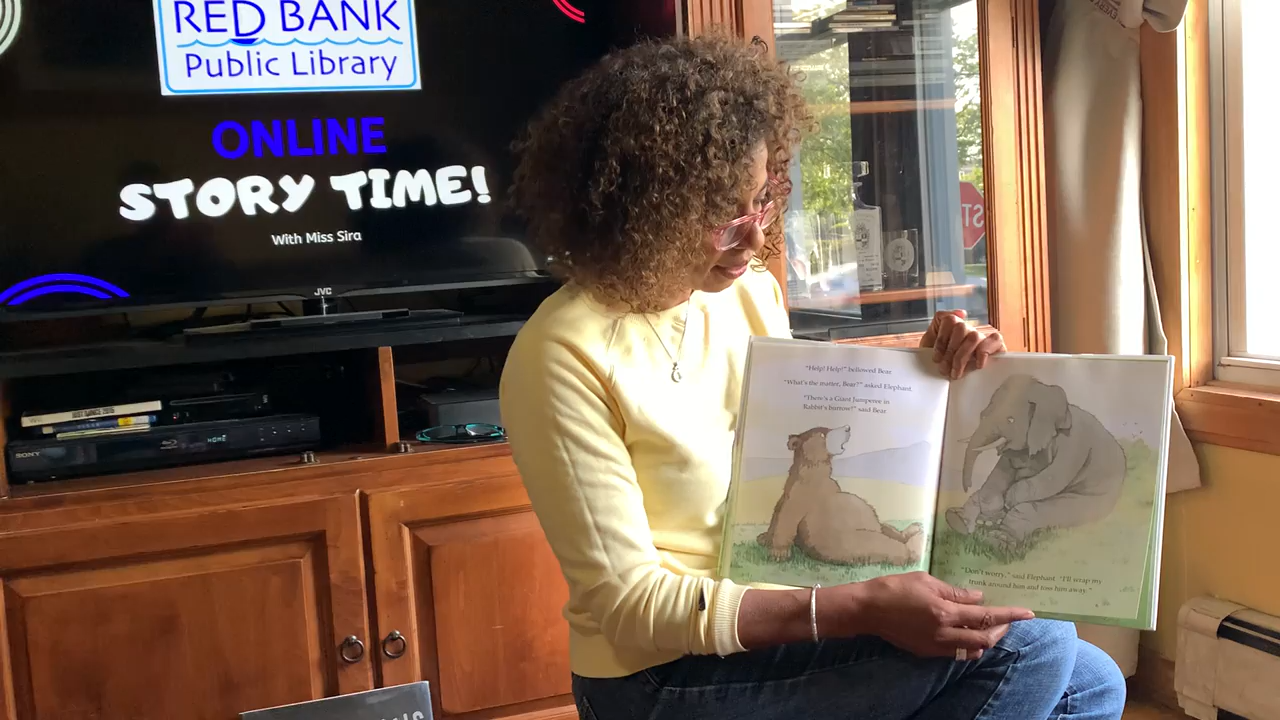 RED BANK
Public Library
ONLINE
STORY TIME!
With Miss Sira
JVC
SONY
HOME
"Help! Help!" bellowed Bear.
"What's the matter, Bear?" asked Elephant.
"There's a Giant Jumperee in
Rabbit's burrow!" said Bear.
"Don't worry," said Elephant. "I'll wrap my
trunk around him and toss him away."